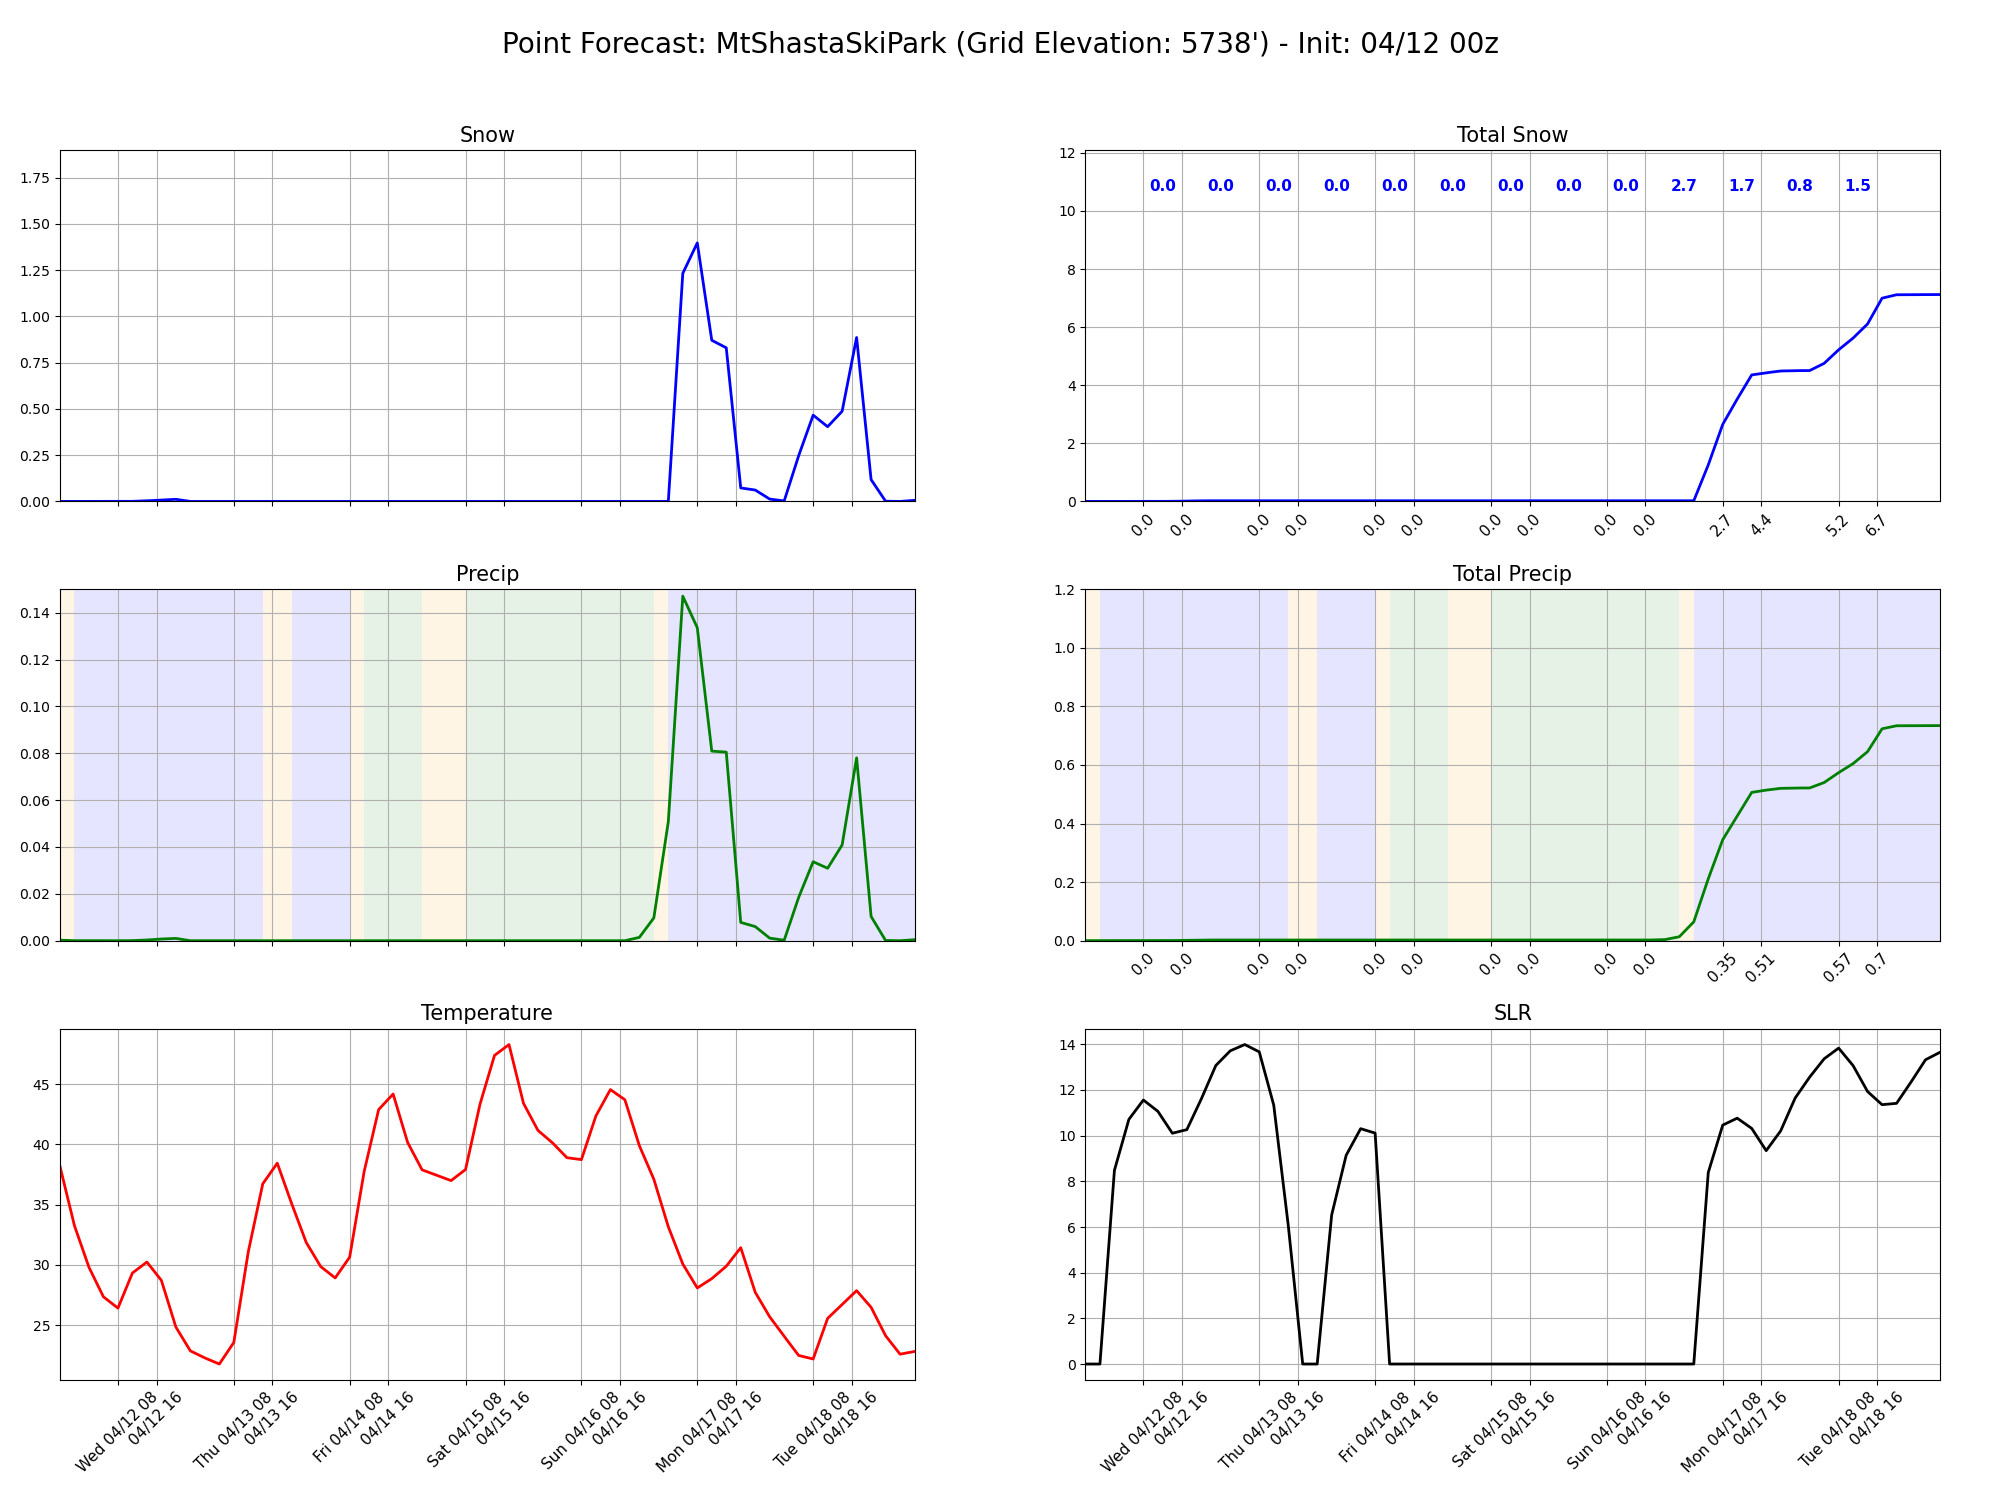 Point Forecast: MtShastaSkiPark (Grid Elevation: 5738') - Init: 04/12 00z
Snow
1.75
1.50
1.25
1.00
0.75
0.50
0.25
0.00
Total Snow
12
10
8
6
4
2
0
0.0 0.0 0.0 0.0 0.0 0.0 0.0 0.0 0.0 2.7 1.7 0.8 1.5
0.0 0.0 0.0 0.0 0.0 0.0 0.0 0.0 0.0 0.0 2.7 4.4 5.2 6.7
Precip
0.14
0.12
0.10
0.08
0.06
0.04
0.02
0.00
Total Precip
1.2
1.0
0.8
0.6
0.4
0.2
0.0
0.0 0.0 0.0 0.0 0.0 0.0 0.0 0.0 0.0 0.0 0.35 0.51 0.57 0.7
Temperature
45
40
35
30
25
Wed 04/12 08
04/12 16
Thu 04/13 08
04/13 16
Fri 04/14 08
04/14 16
Sat 04/15 08
04/15 16
Sun 04/16 08
04/16 16
Mon 04/17 08
04/17 16
Tue 04/18 08
04/18 16
SLR
14
12
10
8
6
4
2
0
Wed 04/12 08
04/12 16
Thu 04/13 08
04/13 16
Fri 04/14 08
04/14 16
Sat 04/15 08
04/15 16
Sun 04/16 08
04/16 16
Mon 04/17 08
04/17 16
Tue 04/18 08
04/18 16